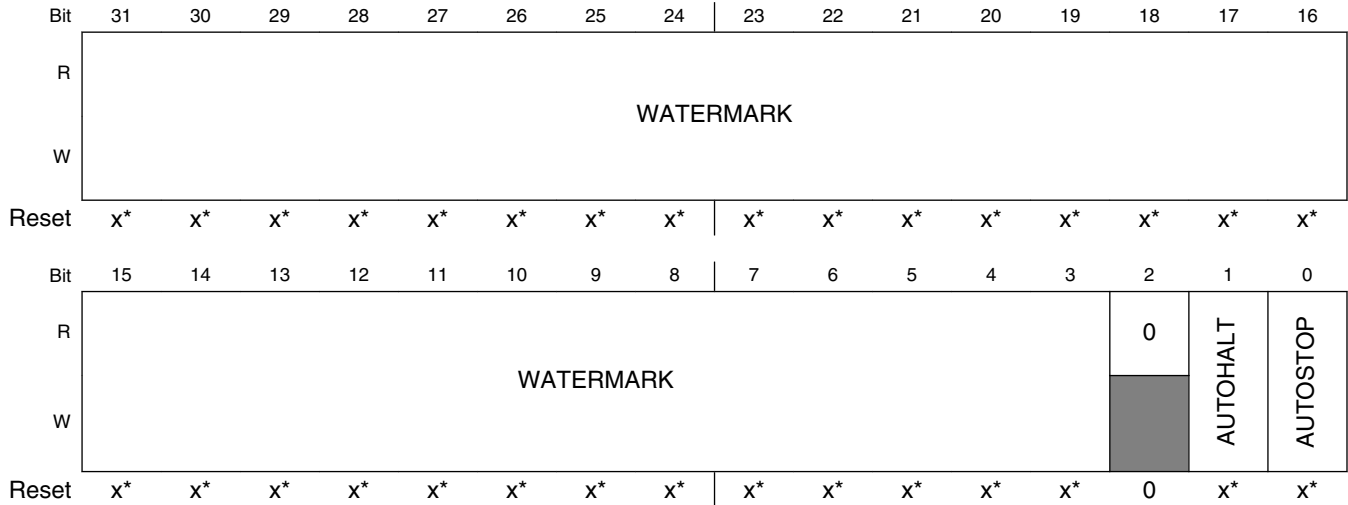 Bit 31 30 29 28 27 26 25 24 23 22 21 20 19 18 17 16
R
WATERMARK
W
Reset x* x* x* x* x* x* x* x* x* x* x* x* x* x* x* x*
Bit 15 14 13 12 11 10 9 8 7 6 5 4 3 2 1 0
R 0
WATERMARK AUTOHALT AUTOSTOP
W
Reset x* x* x* x* x* x* x* x* x* x* x* x* x* 0 x* x*